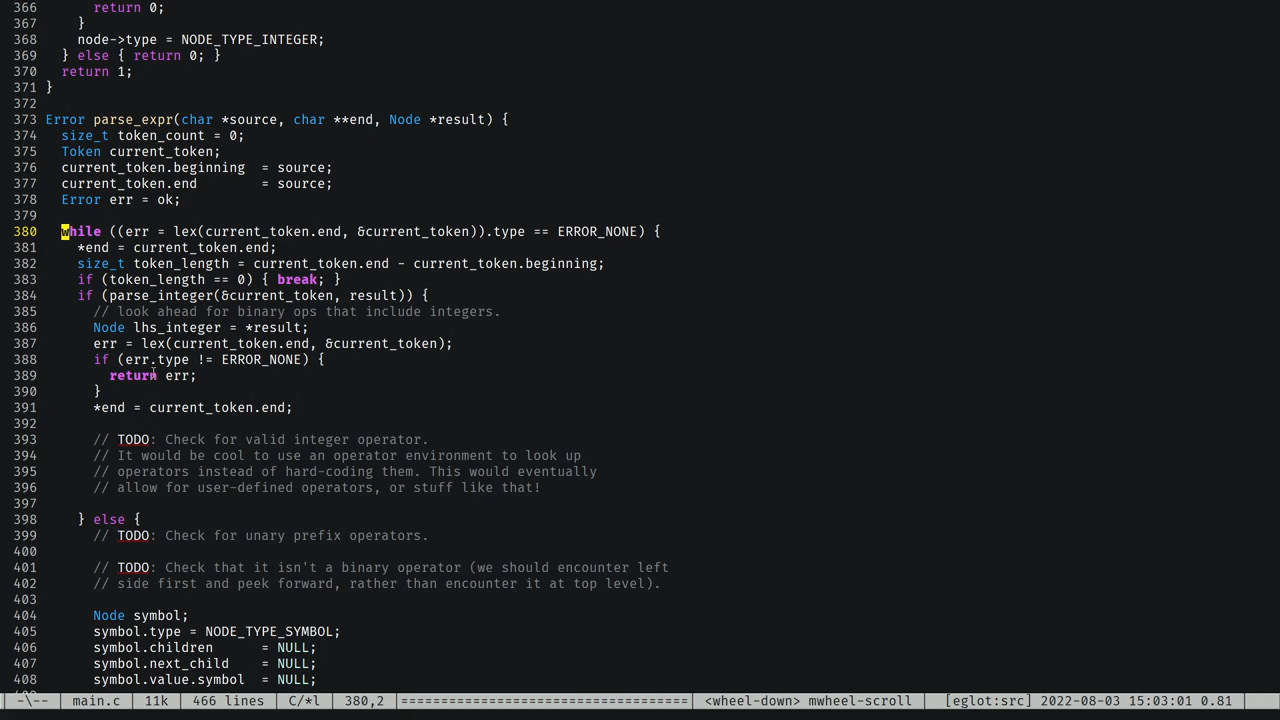 366       return 0;
367     }
368     node->type = NODE_TYPE_INTEGER;
369   } else { return 0; }
370   return 1;
371 }
372
373 Error parse_expr(char *source, char **end, Node *result) {
374   size_t token_count = 0;
375   Token current_token;
376   current_token.beginning  = source;
377   current_token.end        = source;
378   Error err = ok;
379
380   while ((err = lex(current_token.end, &current_token)).type == ERROR_NONE) {
381     *end = current_token.end;
382     size_t token_length = current_token.end - current_token.beginning;
383     if (token_length == 0) { break; }
384     if (parse_integer(&current_token, result)) {
385       // look ahead for binary ops that include integers.
386       Node lhs_integer = *result;
387       err = lex(current_token.end, &current_token);
388       if (err.type != ERROR_NONE) {
389         return err;
390       }
391       *end = current_token.end;
392
393       // TODO: Check for valid integer operator.
394       // It would be cool to use an operator environment to look up
395       // operators instead of hard-coding them. This would eventually
396       // allow for user-defined operators, or stuff like that!
397
398     } else {
399       // TODO: Check for unary prefix operators.
400
401       // TODO: Check that it isn't a binary operator (we should encounter left
402       // side first and peek forward, rather than encounter it at top level).
403
404       Node symbol;
405       symbol.type = NODE_TYPE_SYMBOL;
406       symbol.children      = NULL;
407       symbol.next_child    = NULL;
408       symbol.value.symbol  = NULL;
-\-- main.c 11k 466 lines C/*l 380,2 ==================================== <wheel-down> mwheel-scroll [eglot:src] 2022-08-03 15:03:01 0.81